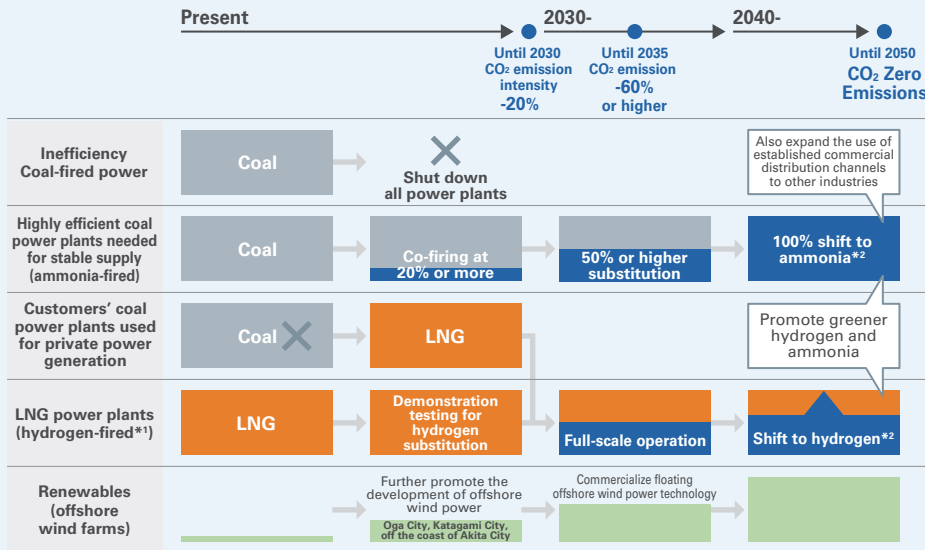 Present
2030-
2040-
Until 2030
CO2 emission
intensity
-20%
Until 2035
CO2 emission
-60%
or higher
Until 2050
CO2 Zero
Emissions
Inefficiency
Coal-fired power
Coal
Shut down
all power plants
Also expand the use of
established commercial
distribution channels
to other industries
Highly efficient coal
power plants needed
for stable supply
(ammonia-fired)
Coal
Co-firing at
20% or more
50% or higher
substitution
100% shift to
ammonia*2
Customers' coal
power plants used
for private power
generation
Coal
LNG
Promote greener
hydrogen and
ammonia
LNG power plants
(hydrogen-fired*1)
LNG
Demonstration
testing for
hydrogen
substitution
Full-scale operation
Shift to hydrogen*2
Renewables
(offshore
wind farms)
Further promote the
development of offshore
wind power
Oga City, Katagami City,
off the coast of Akita City
Commercialize floating
offshore wind power technology